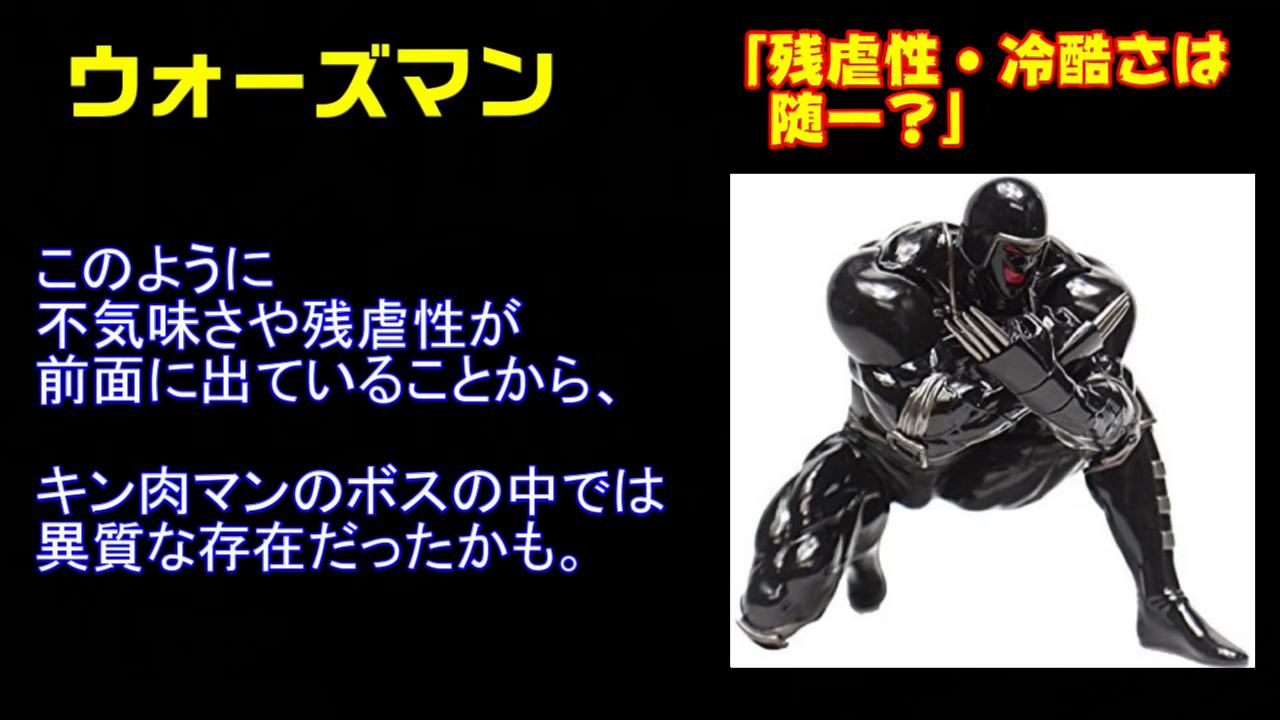 ウォーズマン
「残虐性・冷酷さは
随一？」
このように
不気味さや残虐性が
前面に出ていることから、
キン肉マンのボスの中では
異質な存在だったかも。